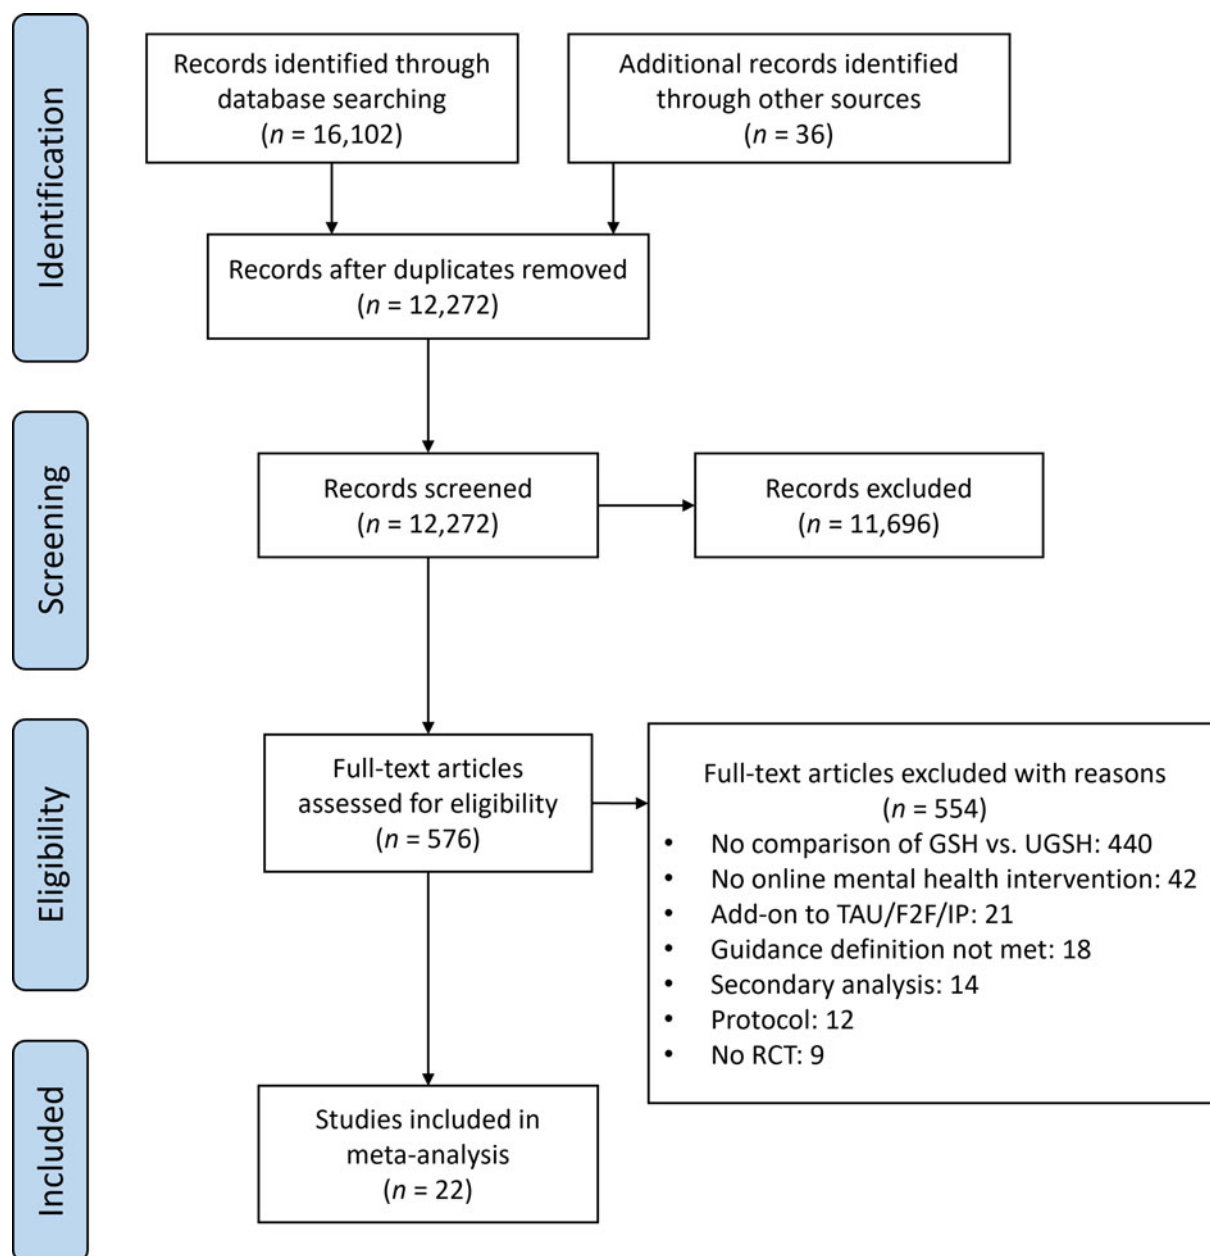 Identification
Records identified through
database searching
(n = 16,102)
Additional records identified
through other sources
(n = 36)
Records after duplicates removed
(n = 12,272)
Screening
Records screened
(n = 12,272)
Records excluded
(n = 11,696)
Eligibility
Full-text articles
assessed for eligibility
(n = 576)
Full-text articles excluded with reasons
(n = 554)
• No comparison of GSH vs. UGSH: 440
• No online mental health intervention: 42
• Add-on to TAU/F2F/IP: 21
• Guidance definition not met: 18
• Secondary analysis: 14
• Protocol: 12
• No RCT: 9
Included
Studies included in
meta-analysis
(n = 22)